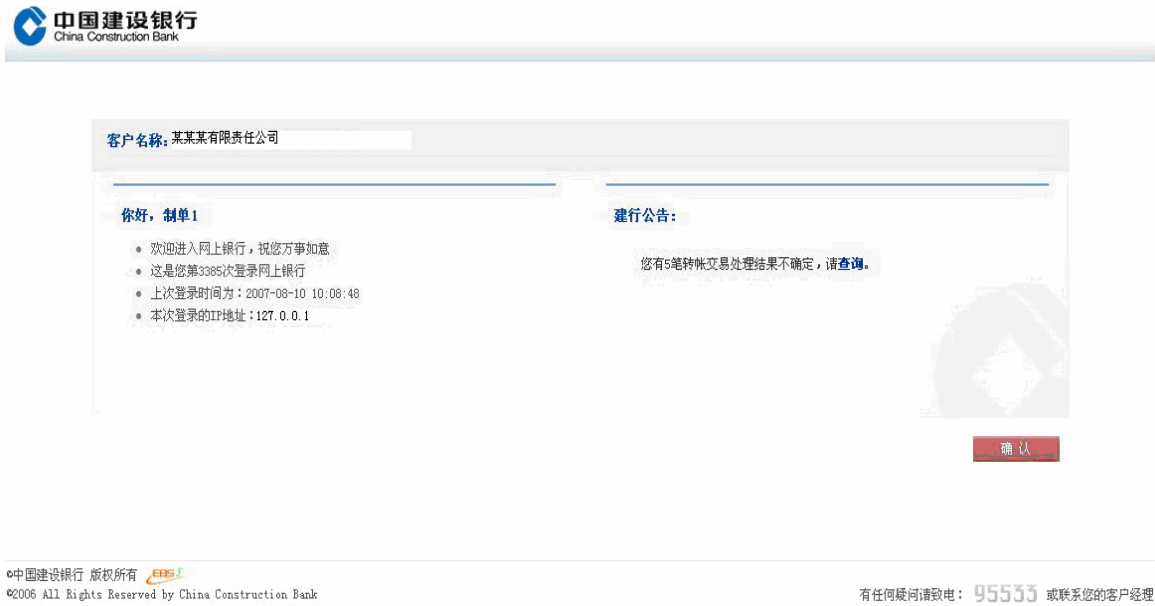 中国建设银行
China Construction Bank
客户名称: 某某某有限责任公司
你好，制单1
欢迎进入网上银行，祝您万事如意
这是您第3385次登录网上银行
上次登录时间为：2007-08-10 10:08:48
本次登录的IP地址：127.0.0.1
建行公告：
您有5笔转帐交易处理结果不确定，请查询。
确 认
©中国建设银行 版权所有 EBS
©2006 All Rights Reserved by China Construction Bank
有任何疑问请致电： 95533 或联系您的客户经理